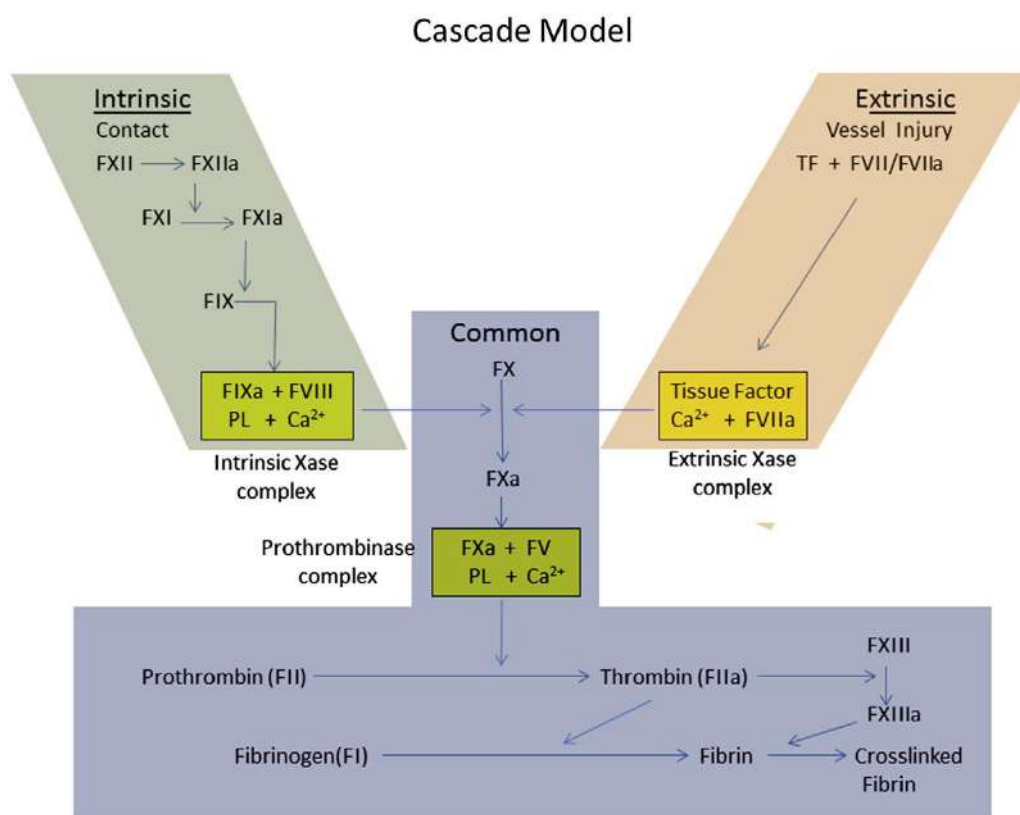 Cascade Model
Intrinsic
Contact
FXII
FXIIa
FXI
FXIa
FIX
FIXa + FVIII
PL + Ca²⁺
Intrinsic Xase
complex
Extrinsic
Vessel Injury
TF + FVII/FVIIa
Tissue Factor
Ca²⁺ + FVIIa
Extrinsic Xase
complex
Common
FX
FXa
Prothrombinase
complex
FXa + FV
PL + Ca²⁺
Prothrombin (FII)
Thrombin (FIIa)
FXIII
FXIIIa
Fibrinogen(FI)
Fibrin
Crosslinked
Fibrin